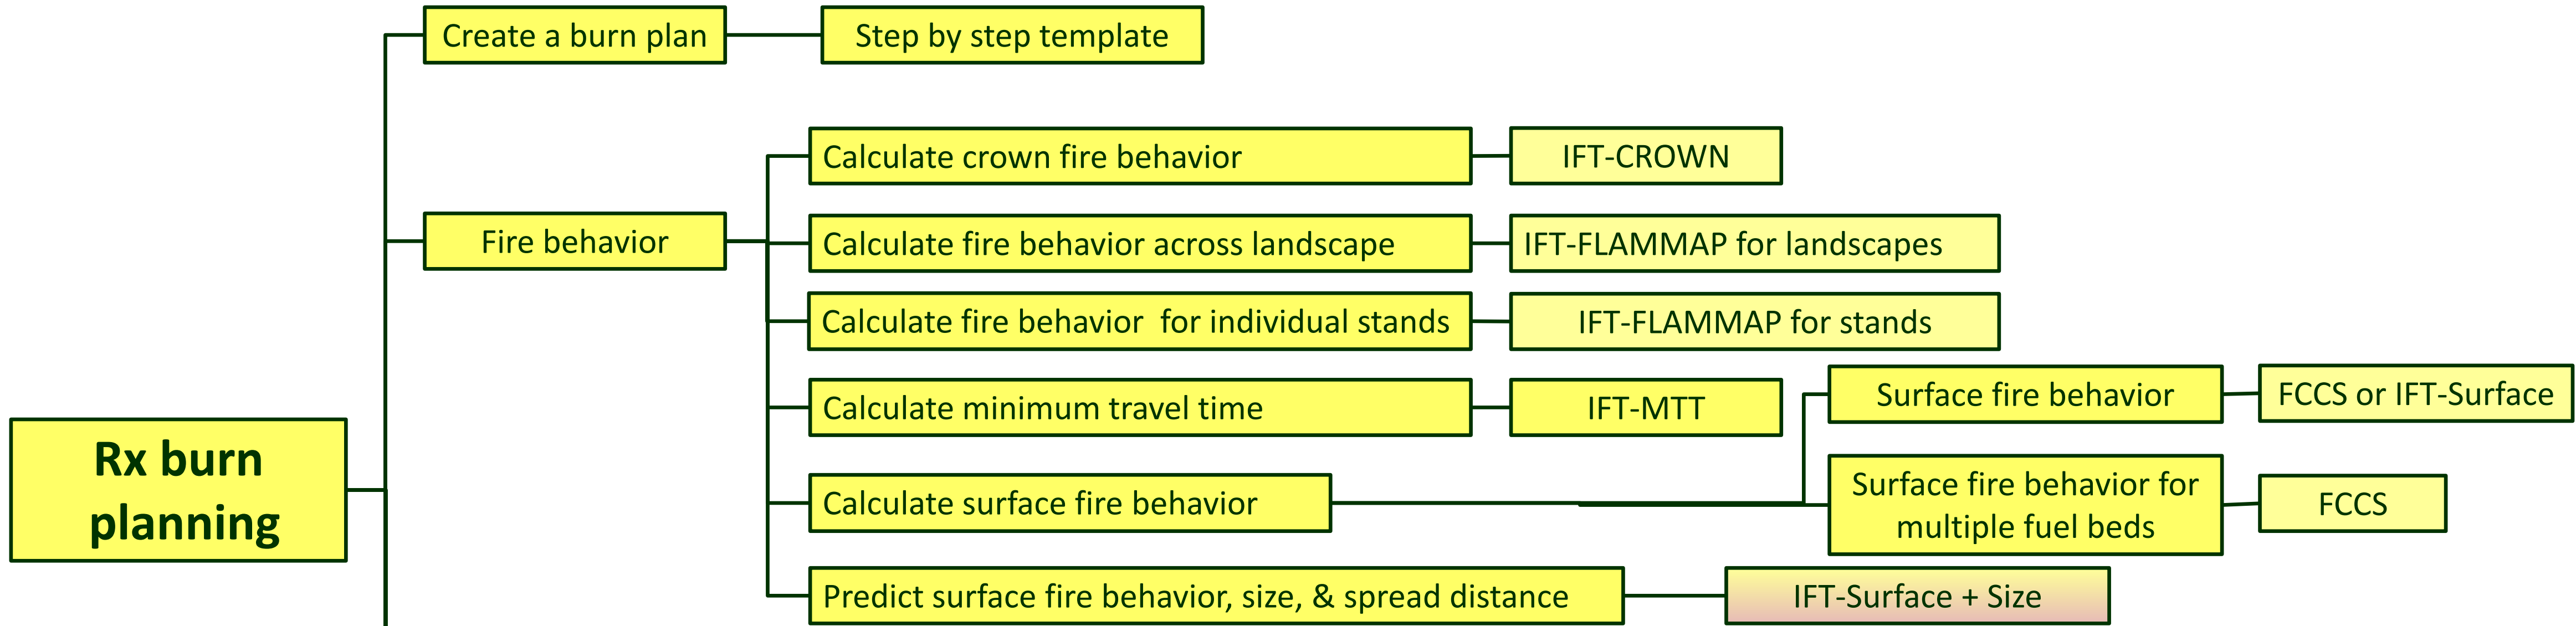 Create a burn plan
Step by step template
Calculate crown fire behavior
IFT-CROWN
Fire behavior
Calculate fire behavior across landscape
IFT-FLAMMAP for landscapes
Calculate fire behavior  for individual stands
IFT-FLAMMAP for stands
Calculate minimum travel time
IFT-MTT
Surface fire behavior
FCCS or IFT-Surface
Rx burn
planning
Calculate surface fire behavior
Surface fire behavior for
multiple fuel beds
FCCS
Predict surface fire behavior, size, & spread distance
IFT-Surface + Size